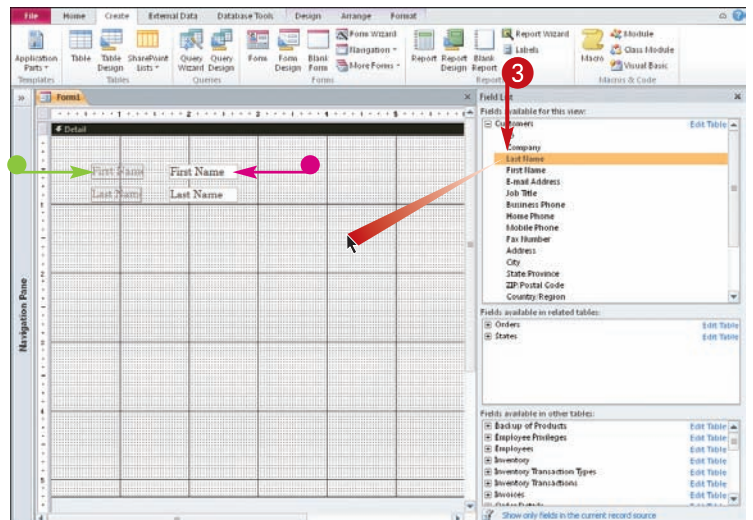 File Home Create External Data Database Tools Design Arrange Format
Application Parts Table Table Design SharePoint Lists Query Wizard Query Design Form Form Design Blank Form Form Wizard Navigation More Forms Report Report Design Blank Report Report Wizard Labels Macro Module Class Module Visual Basic
Templates Tables Queries Forms Report Macros & Code
3
Form1
Detail
First Name First Name
Last Name Last Name
1
2
3
4
5
Navigation Pane
Field List
Fields available for this view:
Customers Edit Table
Company
Last Name
First Name
E-mail Address
Job Title
Business Phone
Home Phone
Mobile Phone
Fax Number
Address
City
State/Province
ZIP/Postal Code
Country/Region
Fields available in related tables:
Orders Edit Table
States Edit Table
Fields available in other tables:
Backup of Products Edit Table
Employee Privileges Edit Table
Employees Edit Table
Inventory Edit Table
Inventory Transaction Types Edit Table
Inventory Transactions Edit Table
Invoices Edit Table
Show only fields in the current record source